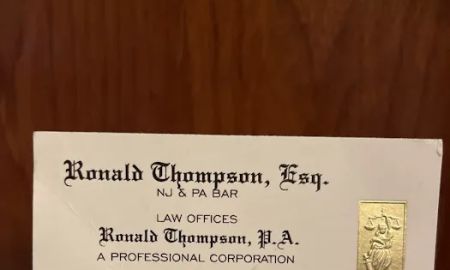 Ronald Thompson, Esq.
NJ & PA BAR
LAW OFFICES
Ronald Thompson, P.A.
A PROFESSIONAL CORPORATION